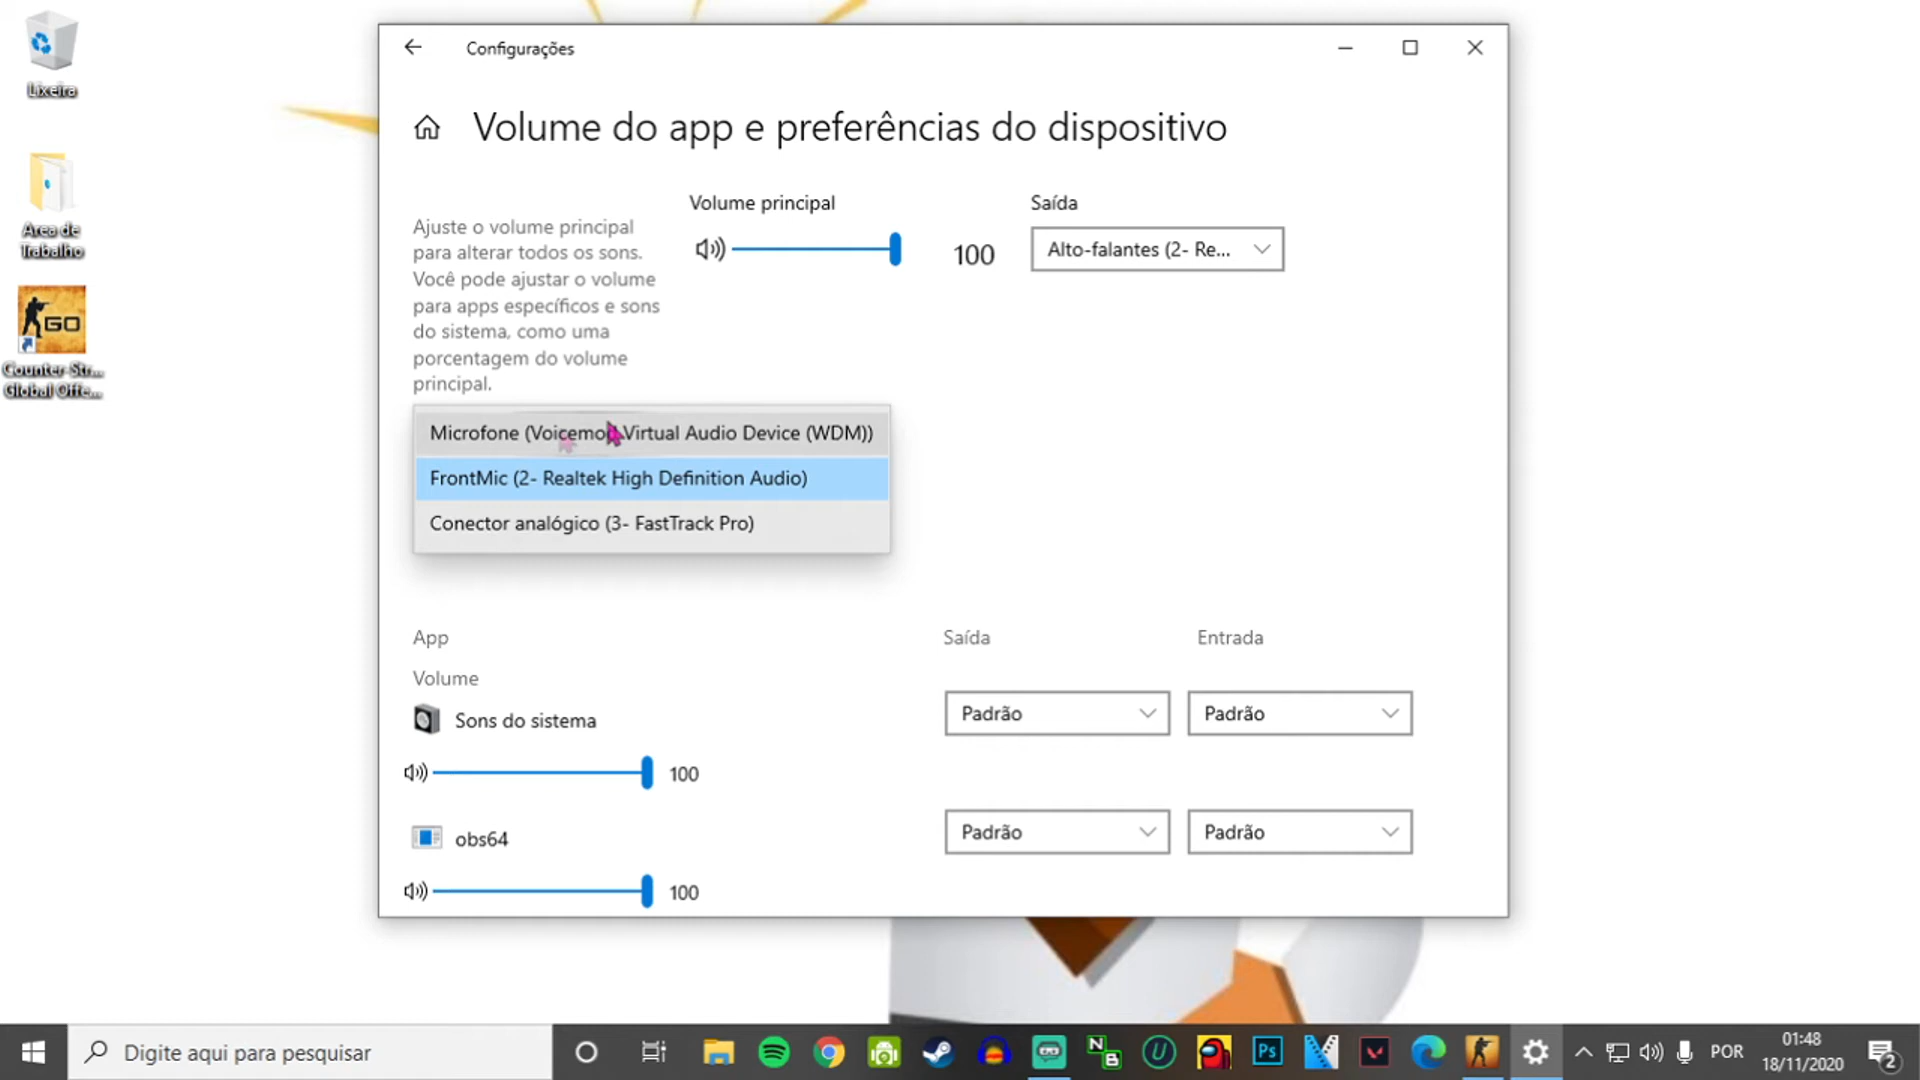 Lixeira
Área de
Trabalho
GO
Counter-Str...
Global Offe...
Configurações
Volume do app e preferências do dispositivo
Ajuste o volume principal
para alterar todos os sons.
Você pode ajustar o volume
para apps específicos e sons
do sistema, como uma
porcentagem do volume
principal.
Volume principal
100
Saída
Alto-falantes (2- Re...
Microfone (Voicemod Virtual Audio Device (WDM))
FrontMic (2- Realtek High Definition Audio)
Conector analógico (3- FastTrack Pro)
App
Saída
Entrada
Volume
Sons do sistema
Padrão
Padrão
100
obs64
Padrão
Padrão
100
Digite aqui para pesquisar
N
B
U
Ps
POR
01:48
18/11/2020
2